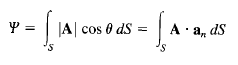 Ψ = ∫_S |A| cos θ dS = ∫_S A · a_n dS